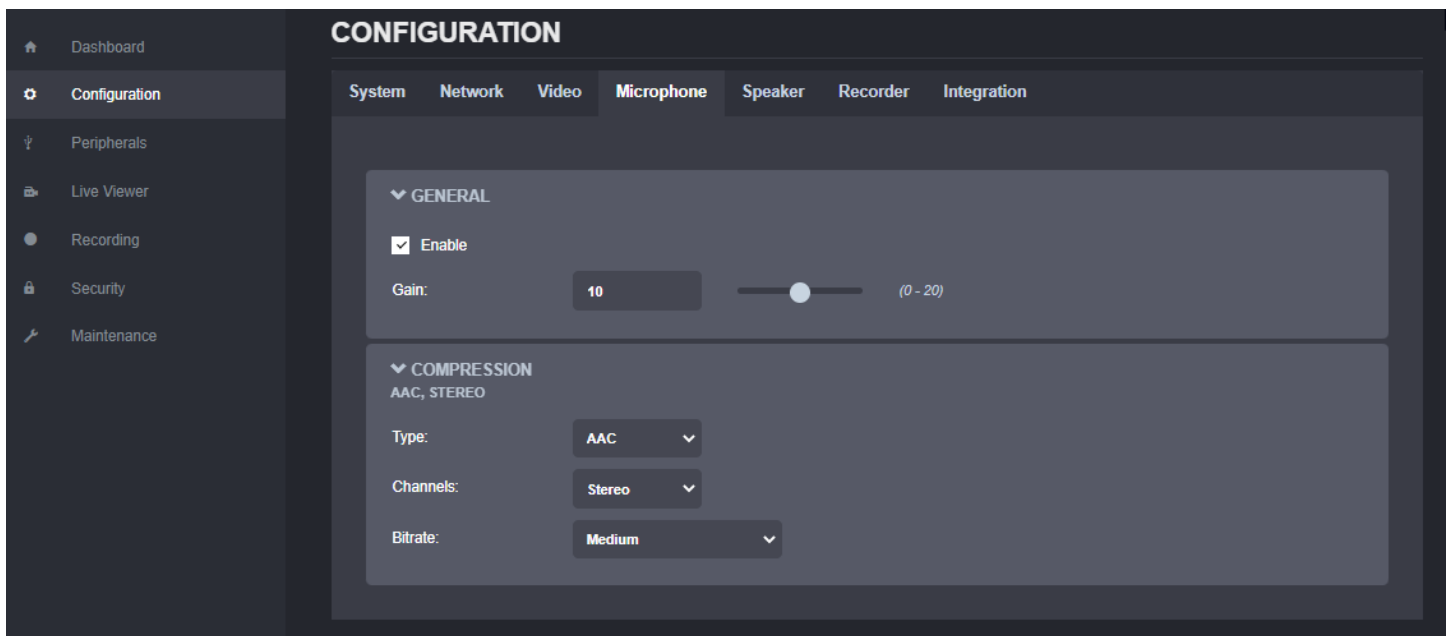 CONFIGURATION
Dashboard
Configuration
Peripherals
Live Viewer
Recording
Security
Maintenance
System Network Video Microphone Speaker Recorder Integration
GENERAL
Enable
Gain: 10 (0 - 20)
COMPRESSION
AAC, STEREO
Type: AAC
Channels: Stereo
Bitrate: Medium